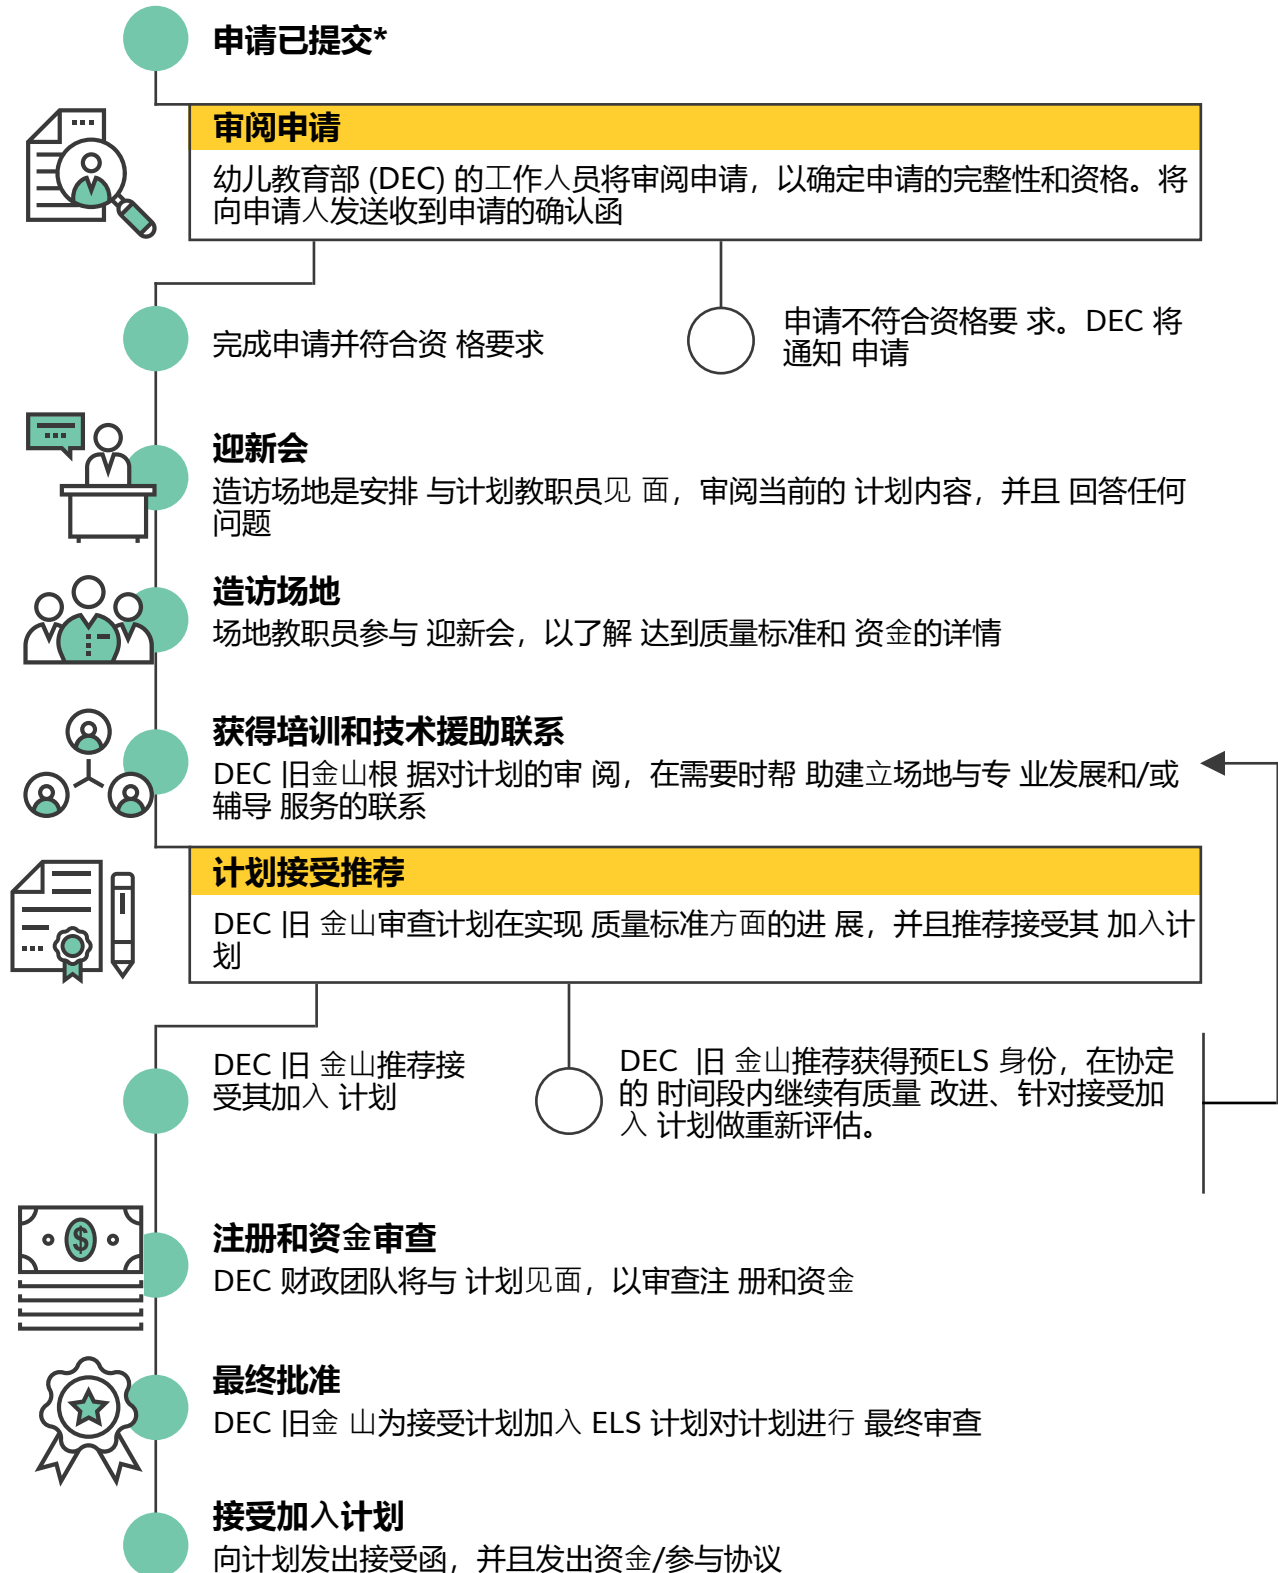 申请已提交*
审阅申请
幼儿教育部 (DEC) 的工作人员将审阅申请，以确定申请的完整性和资格。将
向申请人发送收到申请的确认函
完成申请并符合资 格要求
申请不符合资格要 求。DEC 将
通知 申请
迎新会
造访场地是安排 与计划教职员见 面，审阅当前的 计划内容，并且 回答任何
问题
造访场地
场地教职员参与 迎新会，以了解 达到质量标准和 资金的详情
获得培训和技术援助联系
DEC 旧金山根 据对计划的审 阅，在需要时帮 助建立场地与专 业发展和/或
辅导 服务的联系
计划接受推荐
DEC 旧 金山审查计划在实现 质量标准方面的进 展，并且推荐接受其 加入计
划
DEC 旧 金山推荐接
受其加入 计划
DEC 旧 金山推荐获得预ELS 身份，在协定
的 时间段内继续有质量 改进、针对接受加
入 计划做重新评估。
$
注册和资金审查
DEC 财政团队将与 计划见面，以审查注 册和资金
最终批准
DEC 旧金 山为接受计划加入 ELS 计划对计划进行 最终审查
接受加入计划
向计划发出接受函，并且发出资金/参与协议